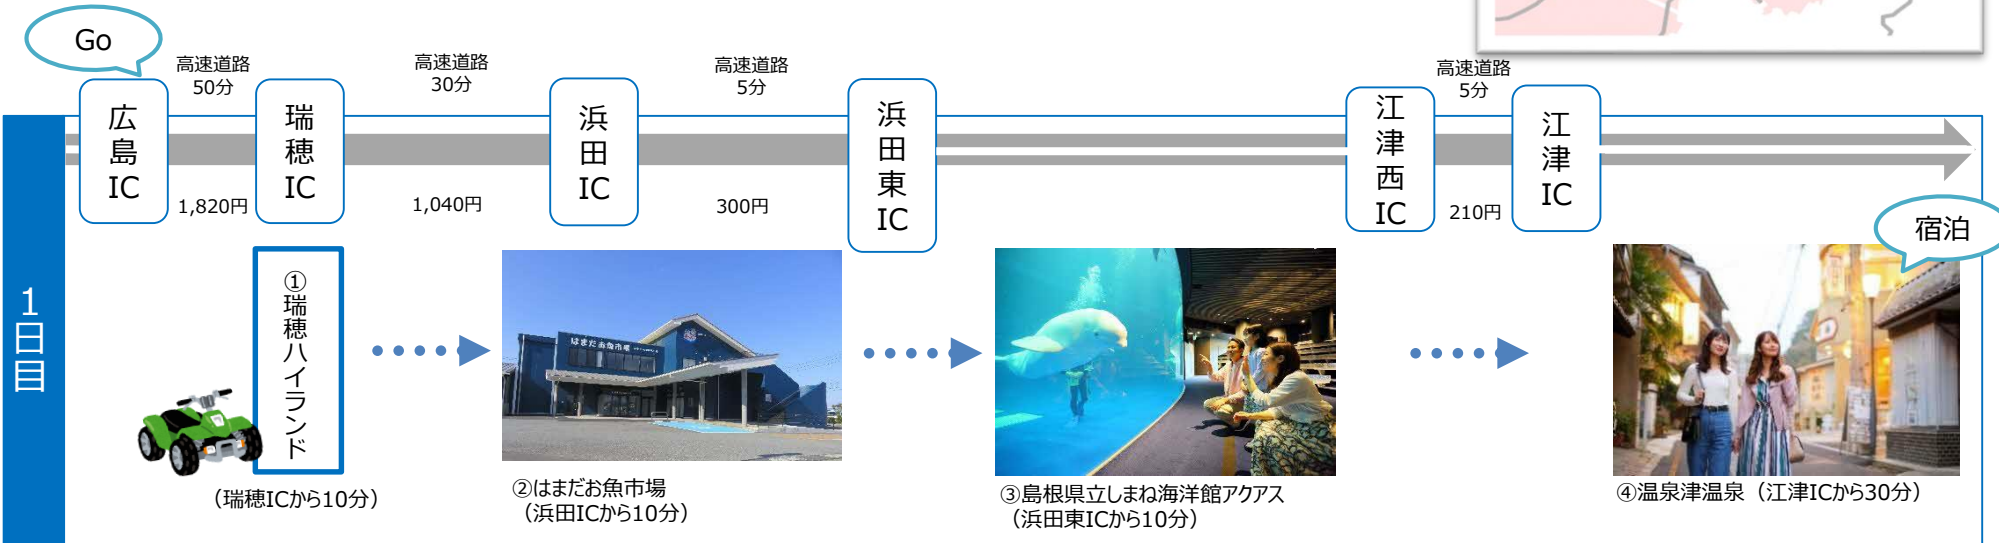 Go
高速道路
50分
高速道路
30分
高速道路
5分
高速道路
5分
広島IC
瑞穂IC
浜田IC
浜田東IC
江津西IC
江津IC
1,820円
1,040円
300円
210円
宿泊
1日目
①瑞穂ハイランド
はまだお魚市場
(瑞穂ICから10分)
②はまだお魚市場
(浜田ICから10分)
③島根県立しまね海洋館アクアス
(浜田東ICから10分)
④温泉津温泉(江津ICから30分)